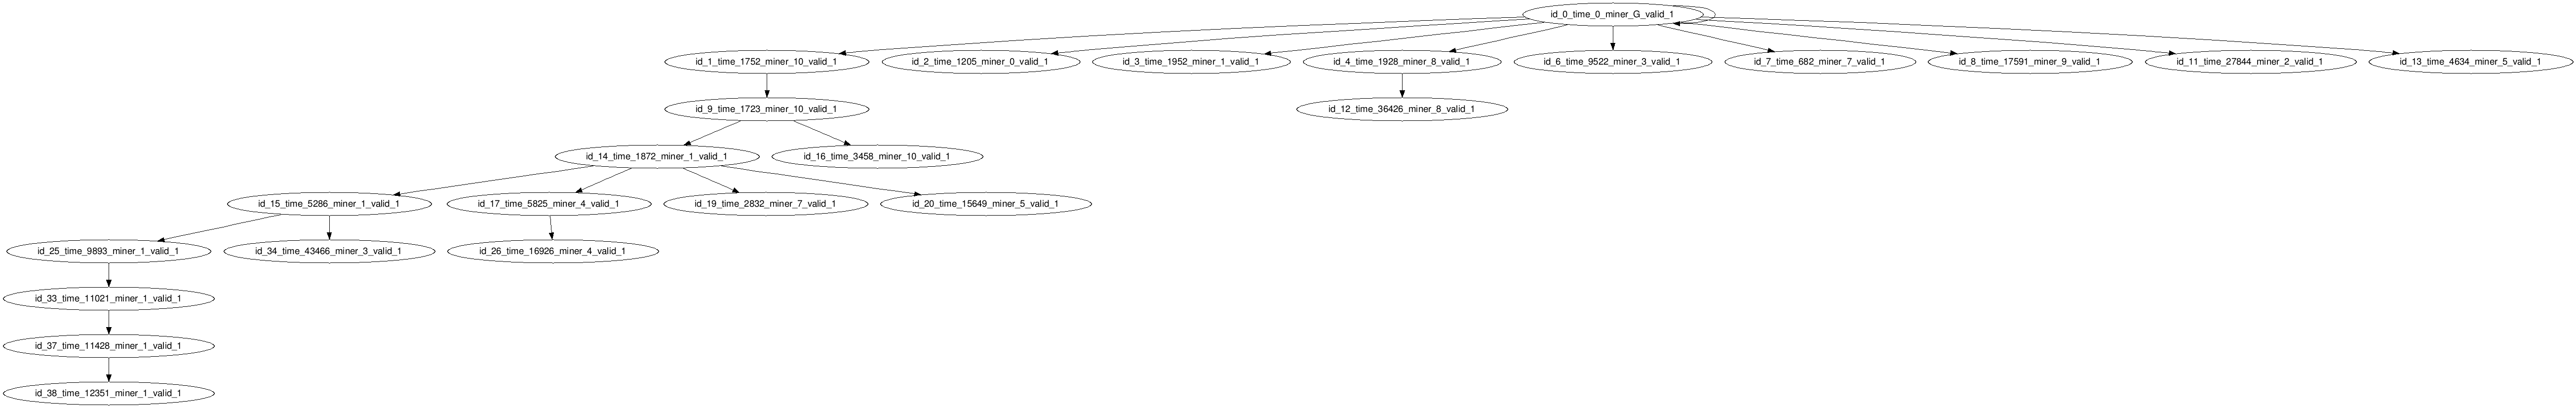 id_0_time_0_miner_G_valid_1
id_1_time_1752_miner_10_valid_1
id_2_time_1205_miner_0_valid_1
id_3_time_1952_miner_1_valid_1
id_4_time_1928_miner_8_valid_1
id_6_time_9522_miner_3_valid_1
id_7_time_682_miner_7_valid_1
id_8_time_17591_miner_9_valid_1
id_11_time_27844_miner_2_valid_1
id_13_time_4634_miner_5_valid_1
id_9_time_1723_miner_10_valid_1
id_12_time_36426_miner_8_valid_1
id_14_time_1872_miner_1_valid_1
id_16_time_3458_miner_10_valid_1
id_15_time_5286_miner_1_valid_1
id_17_time_5825_miner_4_valid_1
id_19_time_2832_miner_7_valid_1
id_20_time_15649_miner_5_valid_1
id_25_time_9893_miner_1_valid_1
id_34_time_43466_miner_3_valid_1
id_26_time_16926_miner_4_valid_1
id_33_time_11021_miner_1_valid_1
id_37_time_11428_miner_1_valid_1
id_38_time_12351_miner_1_valid_1